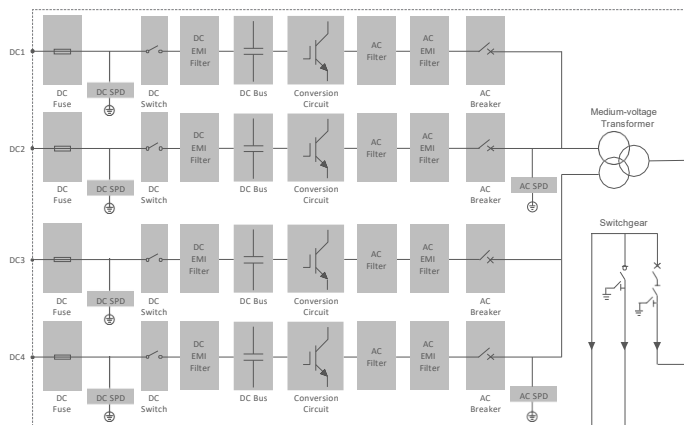 DC1
DC
Fuse
DC SPD
DC
Switch
DC
EMI
Filter
DC Bus
Conversion
Circuit
AC
Filter
AC
EMI
Filter
AC
Breaker
DC2
DC
Fuse
DC SPD
DC
Switch
DC
EMI
Filter
DC Bus
Conversion
Circuit
AC
Filter
AC
EMI
Filter
AC
Breaker
AC SPD
Medium-voltage
Transformer
Switchgear
DC3
DC
Fuse
DC SPD
DC
Switch
DC
EMI
Filter
DC Bus
Conversion
Circuit
AC
Filter
AC
EMI
Filter
AC
Breaker
DC4
DC
Fuse
DC SPD
DC
Switch
DC
EMI
Filter
DC Bus
Conversion
Circuit
AC
Filter
AC
EMI
Filter
AC
Breaker
AC SPD